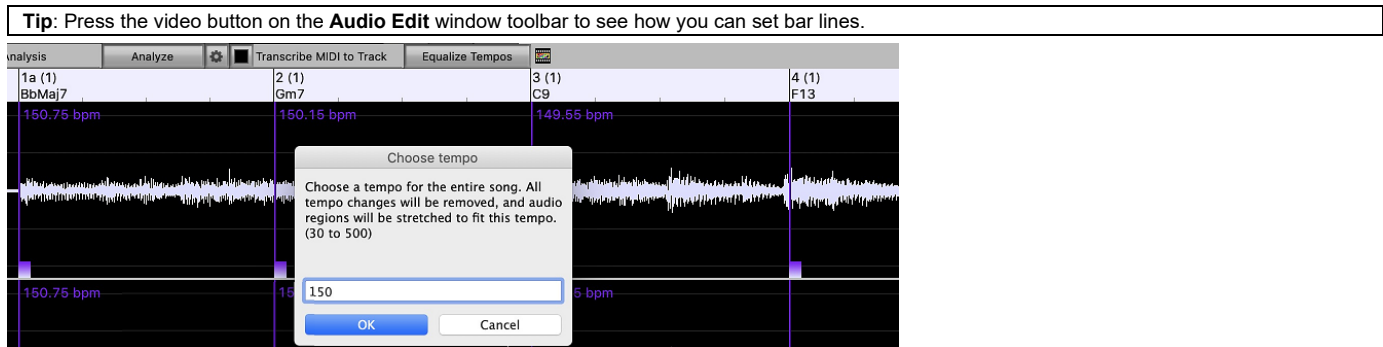 Tip: Press the video button on the Audio Edit window toolbar to see how you can set bar lines.
Analyze Transcribe MIDI to Track Equalize Tempos
1a (1) 2 (1) 3 (1) 4 (1)
BbMaj7 Gm7 C9 F13
150.75 bpm 150.15 bpm 149.55 bpm
Choose tempo
Choose a tempo for the entire song. All
tempo changes will be removed, and audio
regions will be stretched to fit this tempo.
(30 to 500)
150.75 bpm 15 150 5 bpm
OK Cancel